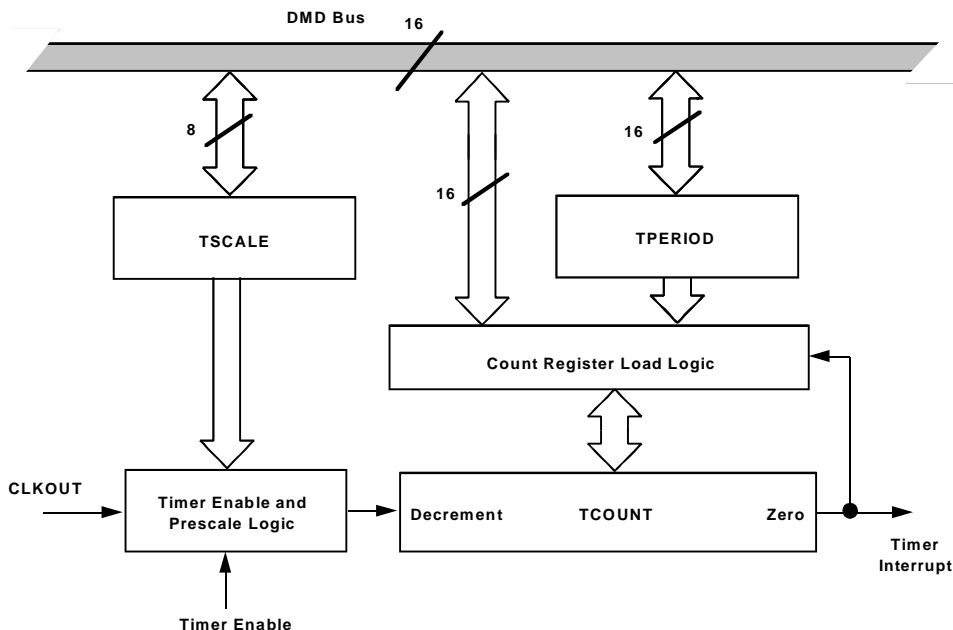 DMD Bus
16
8
16
16
TSCALE
TPERIOD
Count Register Load Logic
CLKOUT
Timer Enable and
Prescale Logic
Decrement
TCOUNT
Zero
Timer
Interrupt
Timer Enable